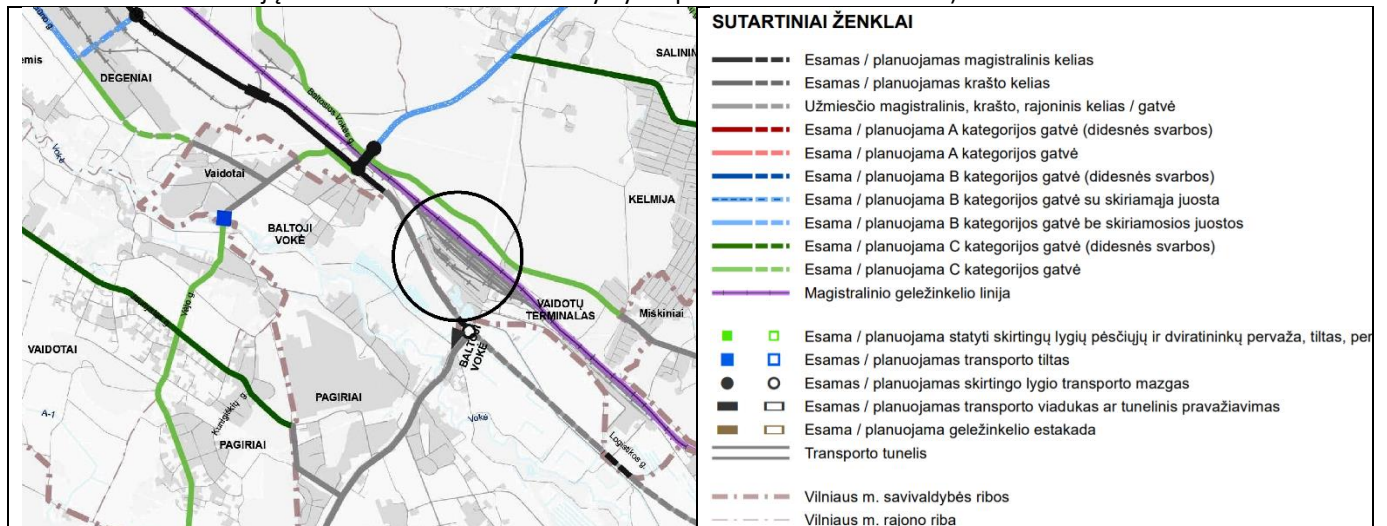 SALININ
DEGENIAI
Baltosios Vokės g.
Vokė
Vaidotai
KELMIJA
BALTOJI
VOKĖ
Vėjo g.
VAIDOTŲ
TERMINALAS
Miškiniai
BALTOJI
VOKĖ
VAIDOTAI
PAGIRIAI
A-1
Kunigiškių g.
Vokė
PAGIRIAI
Logistikos g.
SUTARTINIAI ŽENKLAI
Esamas / planuojamas magistralinis kelias
Esamas / planuojamas krašto kelias
Užmiesčio magistralinis, krašto, rajoninis kelias / gatvė
Esama / planuojama A kategorijos gatvė (didesnės svarbos)
Esama / planuojama A kategorijos gatvė
Esama / planuojama B kategorijos gatvė (didesnės svarbos)
Esama / planuojama B kategorijos gatvė su skiriamąja juosta
Esama / planuojama B kategorijos gatvė be skiriamosios juostos
Esama / planuojama C kategorijos gatvė (didesnės svarbos)
Esama / planuojama C kategorijos gatvė
Magistralinio geležinkelio linija
Esama / planuojama statyti skirtingų lygių pėsčiųjų ir dviratininkų pervaža, tiltas, per
Esamas / planuojamas transporto tiltas
Esamas / planuojamas skirtingo lygio transporto mazgas
Esamas / planuojamas transporto viadukas ar tunelinis pravažiavimas
Esama / planuojama geležinkelio estakada
Transporto tunelis
Vilniaus m. savivaldybės ribos
Vilniaus m. rajono riba